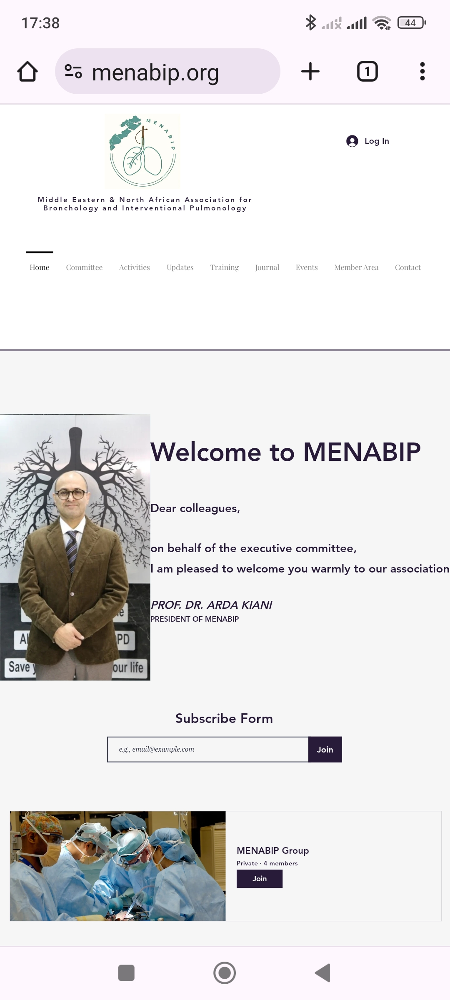 17:38
44
menabip.org
1
MENABIP
Log In
Middle Eastern & North African Association for
Bronchology and Interventional Pulmonology
Home Committee Activities Updates Training Journal Events Member Area Contact
Welcome to MENABIP
Dear colleagues,
on behalf of the executive committee,
I am pleased to welcome you warmly to our association
PROF. DR. ARDA KIANI
PRESIDENT OF MENABIP
PD
Save
our life
Subscribe Form
e.g., email@example.com
Join
MENABIP Group
Private · 4 members
Join